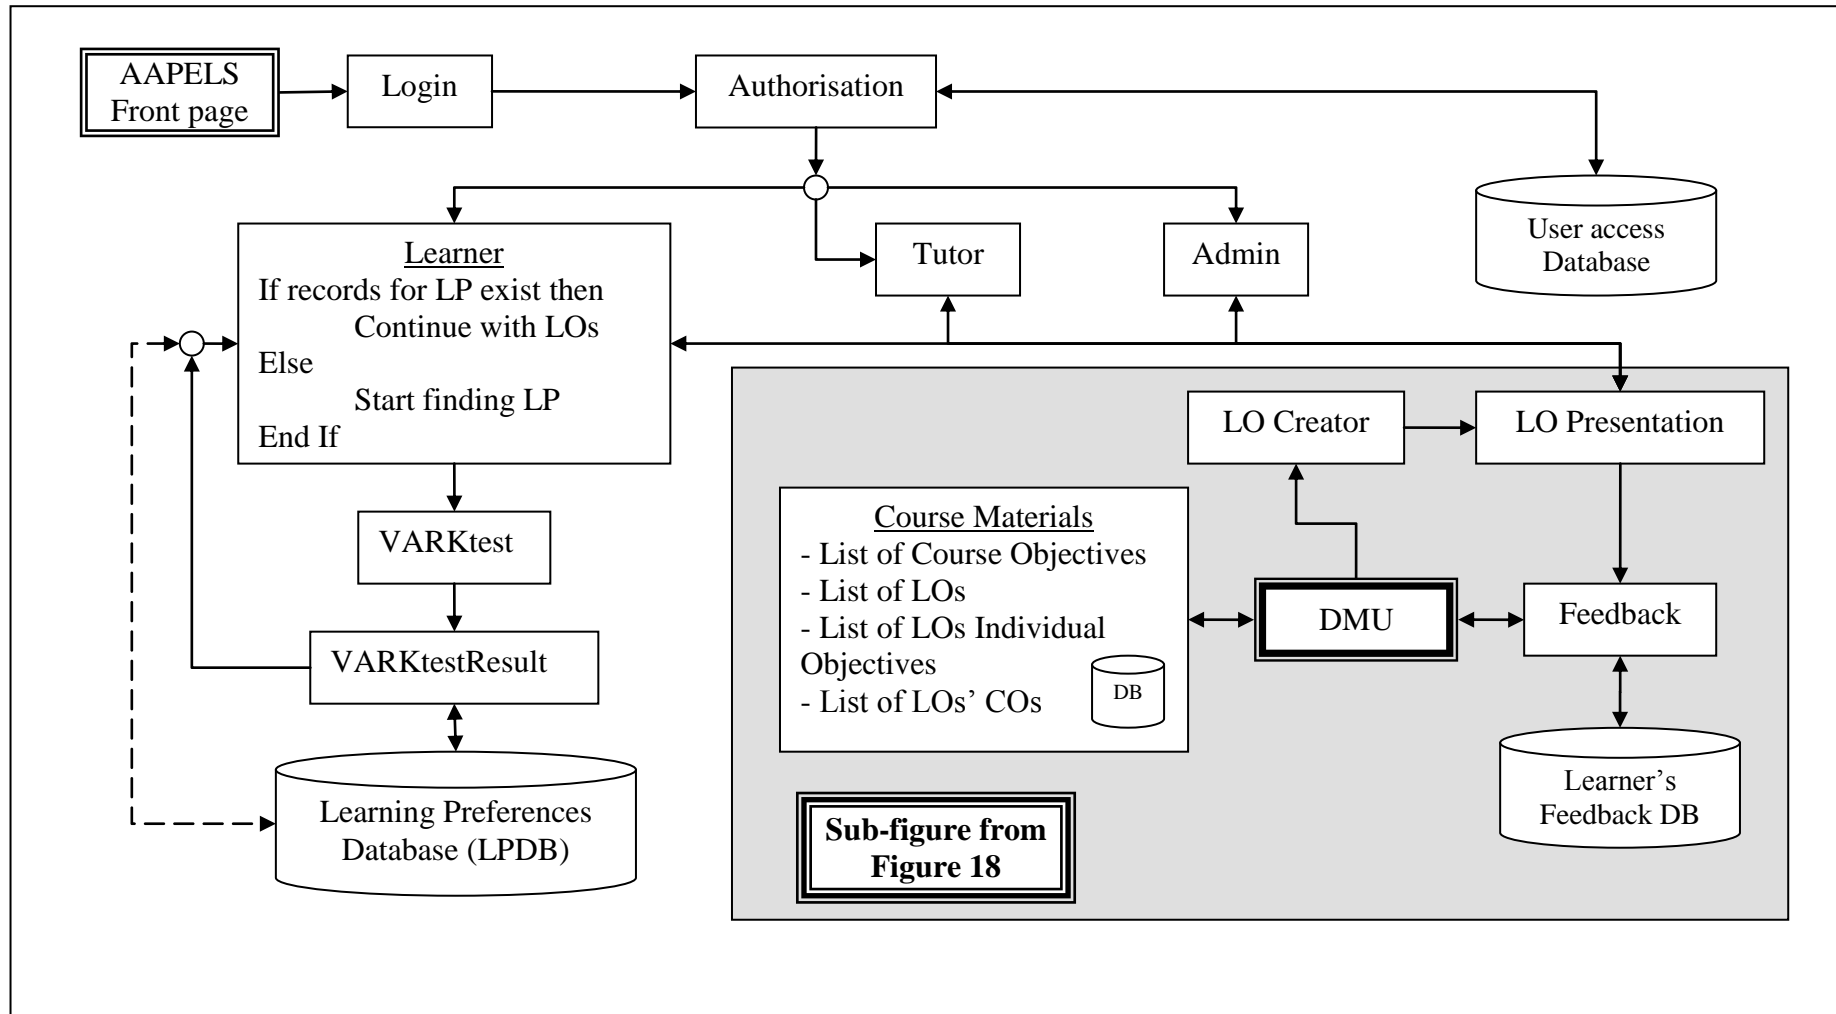 AAPELS
Front page
Login
Authorisation
User access
Database
Learner
If records for LP exist then
Continue with LOs
Else
Start finding LP
End If
Tutor
Admin
VARKtest
VARKtestResult
Learning Preferences
Database (LPDB)
LO Creator
LO Presentation
Course Materials
- List of Course Objectives
- List of LOs
- List of LOs Individual
Objectives
- List of LOs’ COs
DB
DMU
Feedback
Learner’s
Feedback DB
Sub-figure from
Figure 18